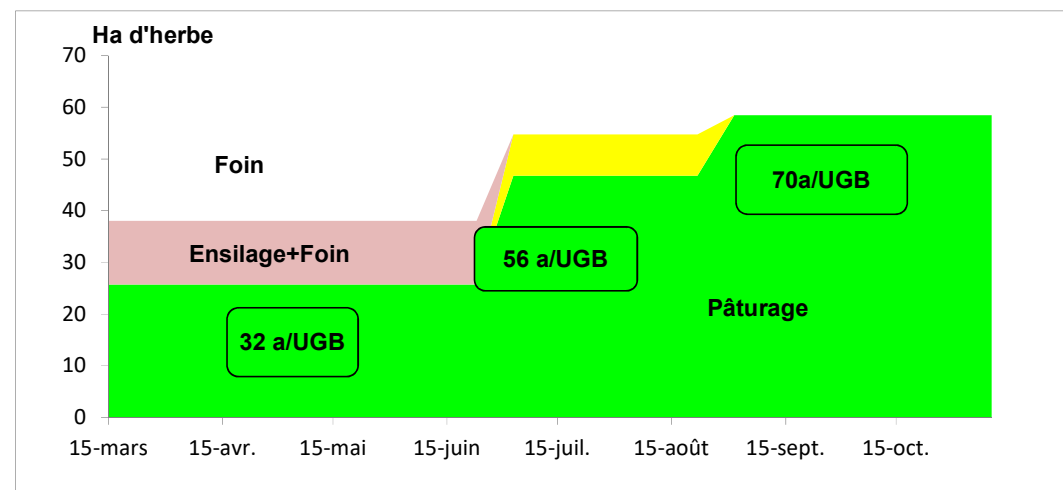 Ha d'herbe
70
60
50
40
30
20
10
0
Foin
Ensilage+Foin
32 a/UGB
56 a/UGB
70a/UGB
Pâturage
15-mars 15-avr. 15-mai 15-juin 15-juil. 15-août 15-sept. 15-oct.